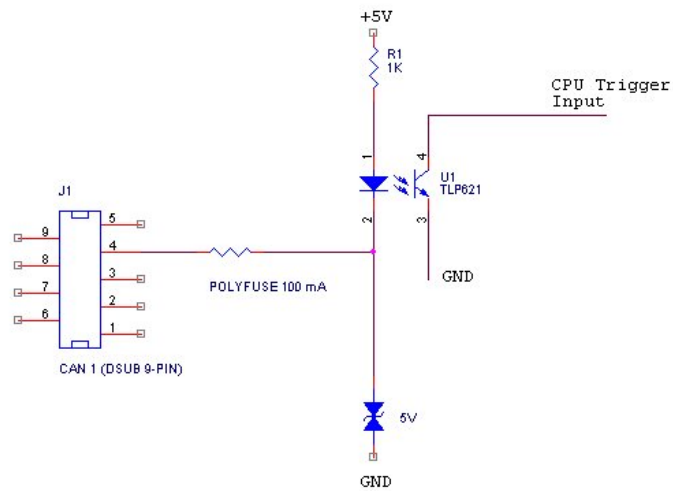 +5V
R1
1K
CPU Trigger
Input
1
4
U1
TLP621
2
3
J1
5
9
4
8
3
7
2
6
1
POLYFUSE 100 mA
GND
CAN 1 (DSUB 9-PIN)
5V
GND